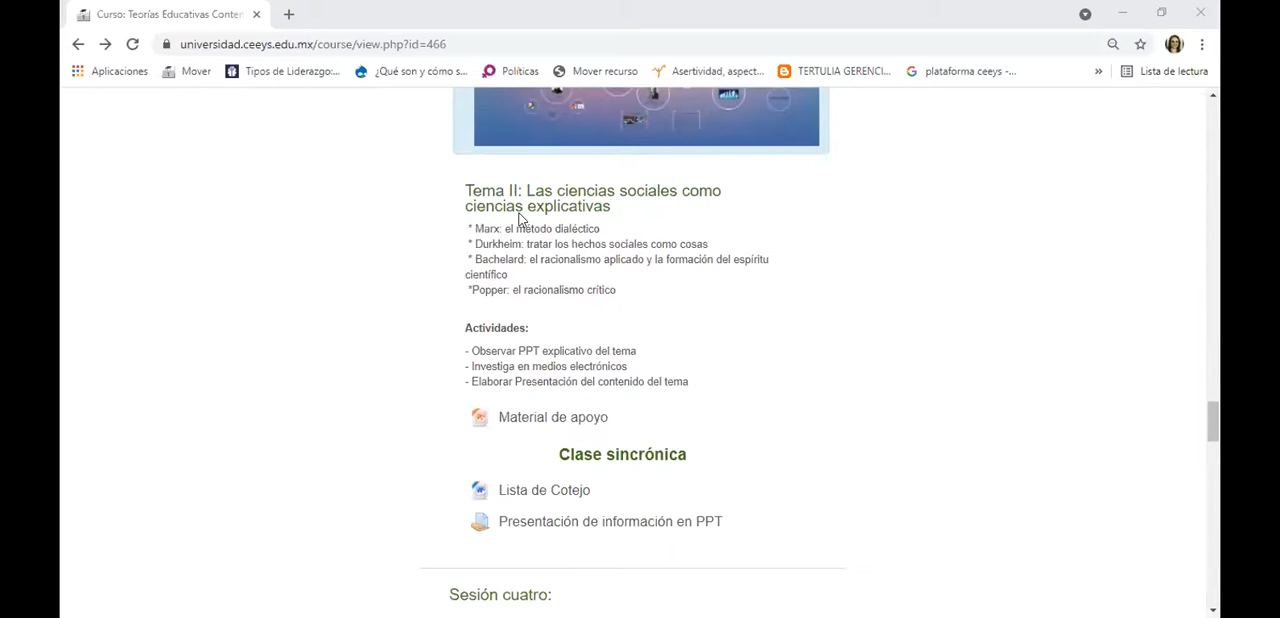 Curso: Teorías Educativas Conten
universidad.ceeys.edu.mx/course/view.php?id=466
Aplicaciones Mover Tipos de Liderazgo:... ¿Qué son y cómo s... Políticas Mover recurso Asertividad, aspect... TERTULIA GERENCI... plataforma ceeys -... » Lista de lectura
Tema II: Las ciencias sociales como
ciencias explicativas
* Marx: el método dialéctico
* Durkheim: tratar los hechos sociales como cosas
* Bachelard: el racionalismo aplicado y la formación del espíritu
científico
*Popper: el racionalismo crítico
Actividades:
- Observar PPT explicativo del tema
- Investiga en medios electrónicos
- Elaborar Presentación del contenido del tema
Material de apoyo
Clase sincrónica
Lista de Cotejo
Presentación de información en PPT
Sesión cuatro: